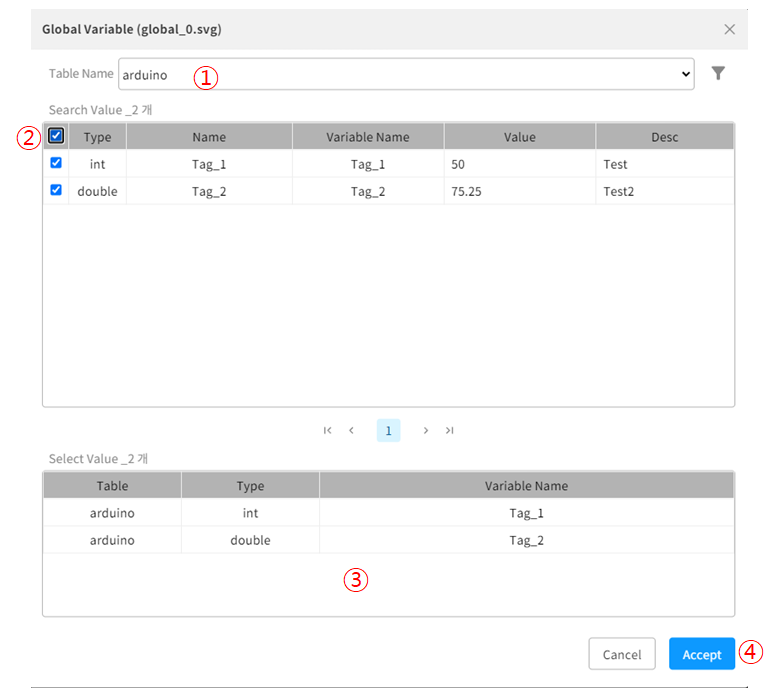 Global Variable (global_0.svg)
Table Name arduino ①
Search Value _2 개
② Type Name Variable Name Value Desc
int Tag_1 Tag_1 50 Test
double Tag_2 Tag_2 75.25 Test2
1
Select Value _2 개
Table Type Variable Name
arduino int Tag_1
arduino double Tag_2
③
Cancel Accept ④